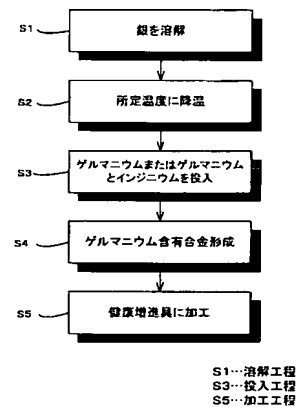 S1
銀を溶解
S2
所定温度に降温
S3
ゲルマニウムまたはゲルマニウム
とインジニウムを投入
S4
ゲルマニウム含有合金形成
S5
健康増進具に加工
S1…溶解工程
S3…投入工程
S5…加工工程